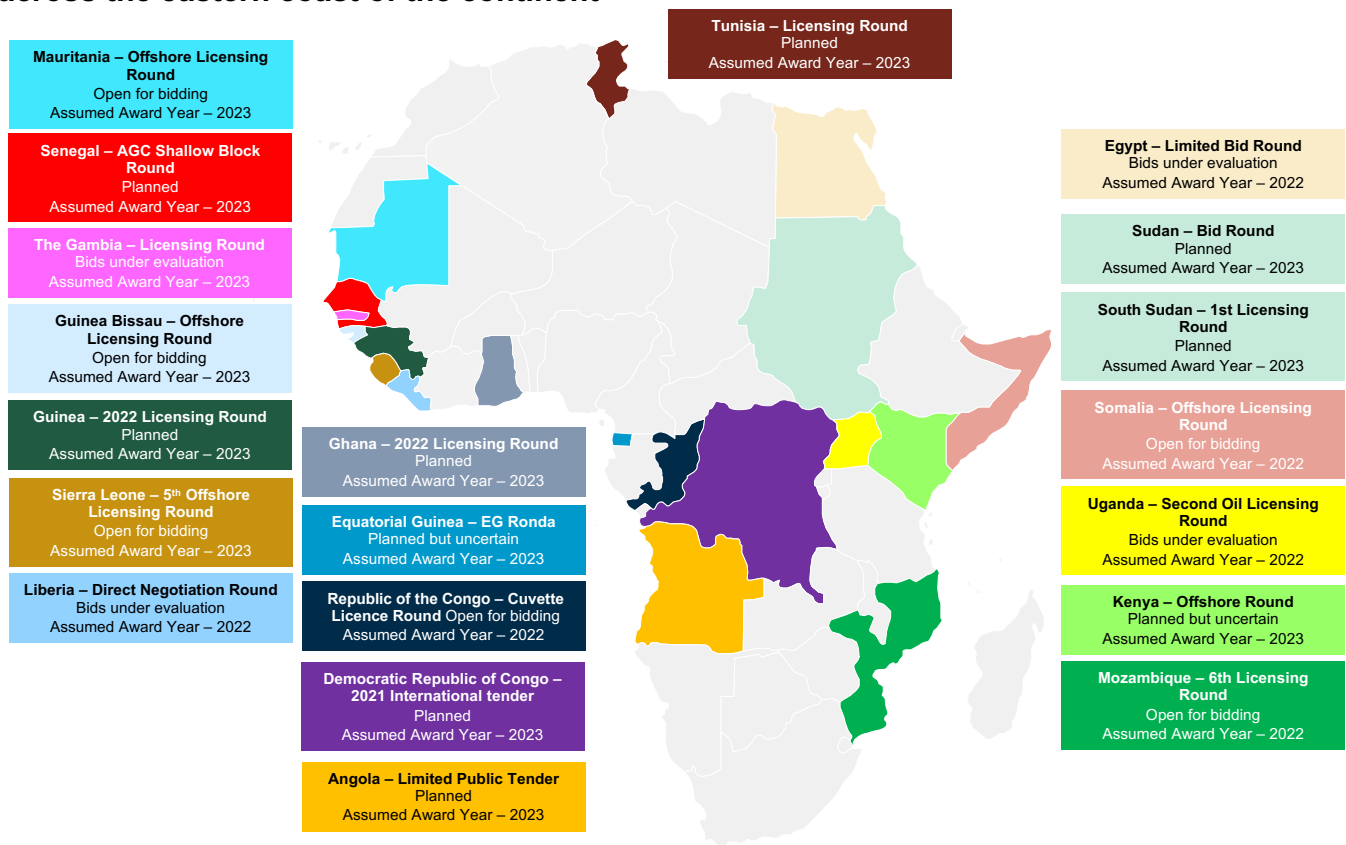 across the eastern coast of the continent
Tunisia – Licensing Round
Planned
Assumed Award Year – 2023
Mauritania – Offshore Licensing
Round
Open for bidding
Assumed Award Year – 2023
Senegal – AGC Shallow Block
Round
Planned
Assumed Award Year – 2023
The Gambia – Licensing Round
Bids under evaluation
Assumed Award Year – 2023
Guinea Bissau – Offshore
Licensing Round
Open for bidding
Assumed Award Year – 2023
Guinea – 2022 Licensing Round
Planned
Assumed Award Year – 2023
Sierra Leone – 5th Offshore
Licensing Round
Open for bidding
Assumed Award Year – 2023
Liberia – Direct Negotiation Round
Bids under evaluation
Assumed Award Year – 2022
Ghana – 2022 Licensing Round
Planned
Assumed Award Year – 2023
Equatorial Guinea – EG Ronda
Planned but uncertain
Assumed Award Year – 2023
Republic of the Congo – Cuvette
Licence Round Open for bidding
Assumed Award Year – 2022
Democratic Republic of Congo –
2021 International tender
Planned
Assumed Award Year – 2023
Angola – Limited Public Tender
Planned
Assumed Award Year – 2023
Egypt – Limited Bid Round
Bids under evaluation
Assumed Award Year – 2022
Sudan – Bid Round
Planned
Assumed Award Year – 2023
South Sudan – 1st Licensing
Round
Planned
Assumed Award Year – 2023
Somalia – Offshore Licensing
Round
Open for bidding
Assumed Award Year – 2022
Uganda – Second Oil Licensing
Round
Bids under evaluation
Assumed Award Year – 2022
Kenya – Offshore Round
Planned but uncertain
Assumed Award Year – 2023
Mozambique – 6th Licensing
Round
Open for bidding
Assumed Award Year – 2022